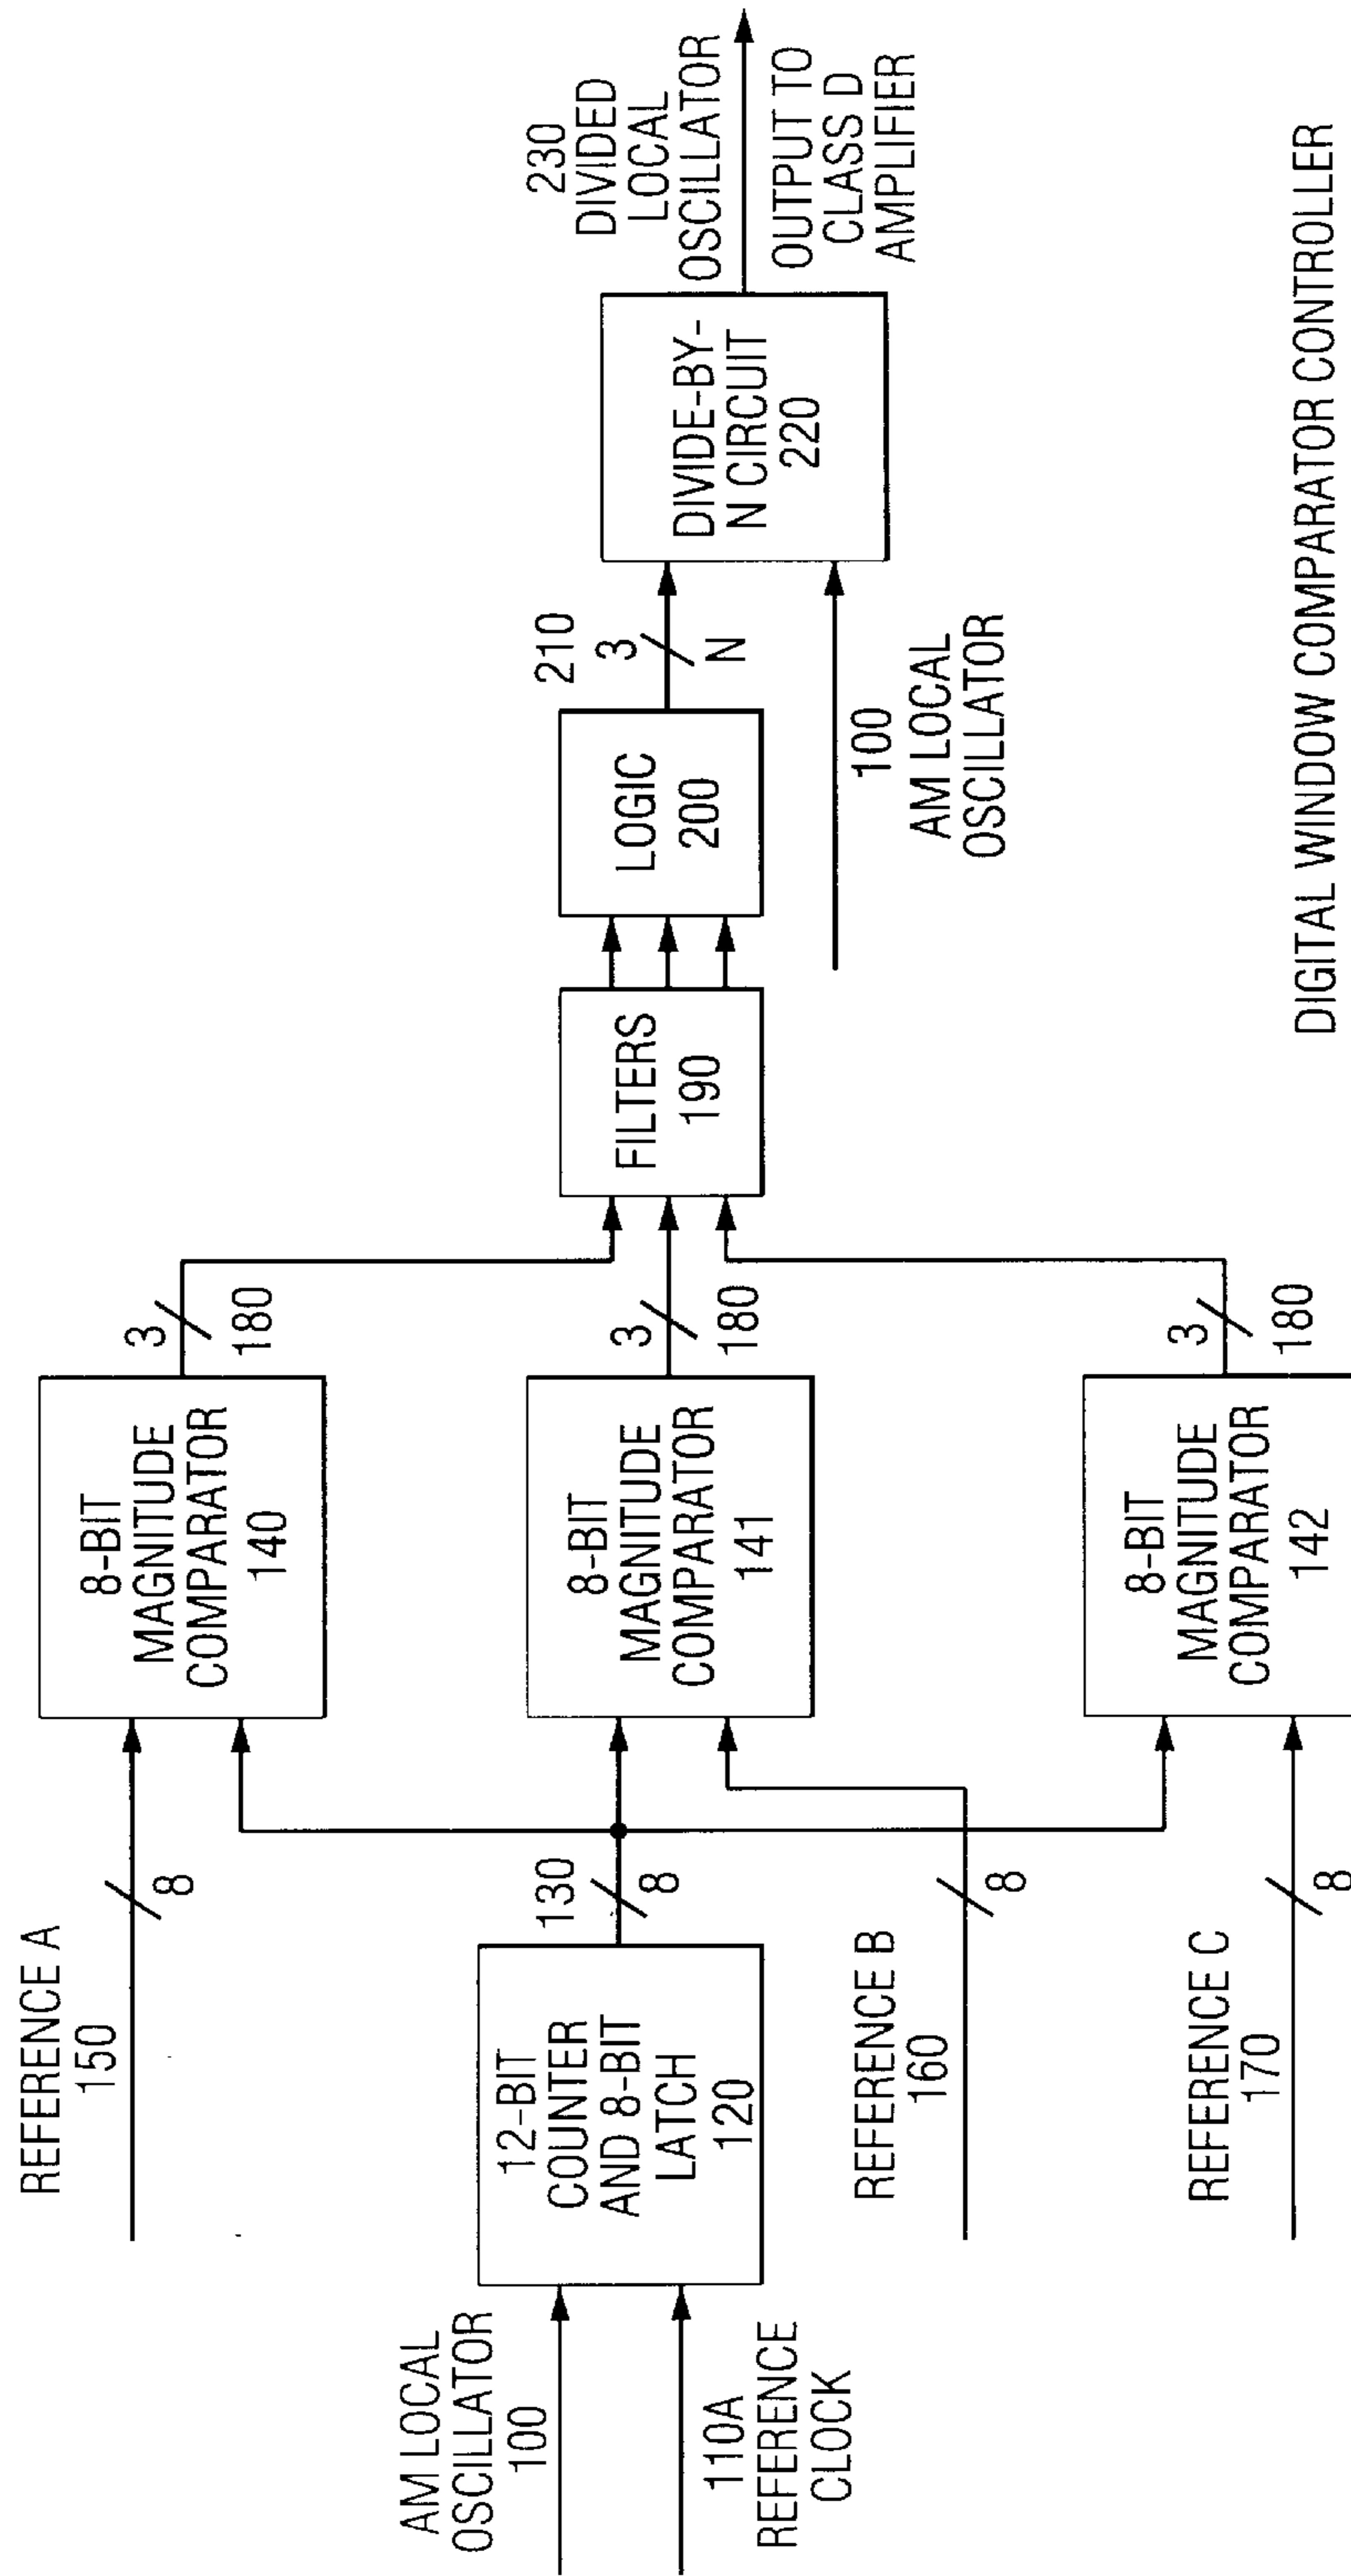 REFERENCE A
150
8
8-BIT
MAGNITUDE
COMPARATOR
140
3
180
AM LOCAL
OSCILLATOR
100
110A
REFERENCE
CLOCK
12-BIT
COUNTER
AND 8-BIT
LATCH
120
130
8
8-BIT
MAGNITUDE
COMPARATOR
141
3
180
FILTERS
190
LOGIC
200
210
3
N
DIVIDE-BY-
N CIRCUIT
220
230
DIVIDED
LOCAL
OSCILLATOR
OUTPUT TO
CLASS D
AMPLIFIER
100
AM LOCAL
OSCILLATOR
REFERENCE B
160
8
REFERENCE C
170
8
8-BIT
MAGNITUDE
COMPARATOR
142
3
180
DIGITAL WINDOW COMPARATOR CONTROLLER